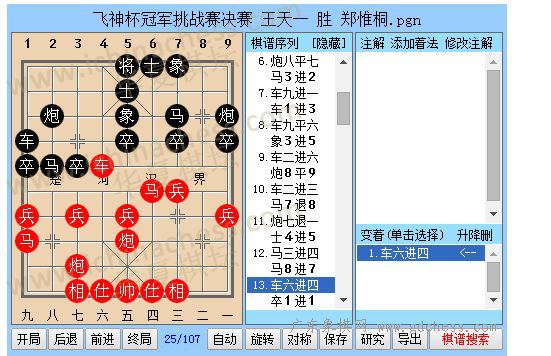 飞神杯冠军挑战赛决赛 王天一 胜 郑惟桐.pgn
1 2 3 4 5 6 7 8 9
将 士 象
士
炮 象 马 炮
车 卒 卒 卒
卒 马 卒 车
楚 河 汉 界
马 兵
兵 兵 兵 兵
马 炮
炮
相 仕 帅 仕 相
九 八 七 六 五 四 三 二 一
棋谱序列 [隐藏]
6. 炮八平七
马3进2
7. 车九进一
车1进3
8. 车九平六
象3进5
9. 车二进六
炮8平9
10. 车二进三
马7退8
11. 炮七退一
士4进5
12. 马三进四
马8进7
13. 车六进四
卒1进1
注解 添加着法 修改注解
变着(单击选择) 升降删
1.车六进四 <--
开局 后退 前进 终局 25/107 自动 旋转 对称 保存 研究 导出 棋谱搜索
广东象棋网